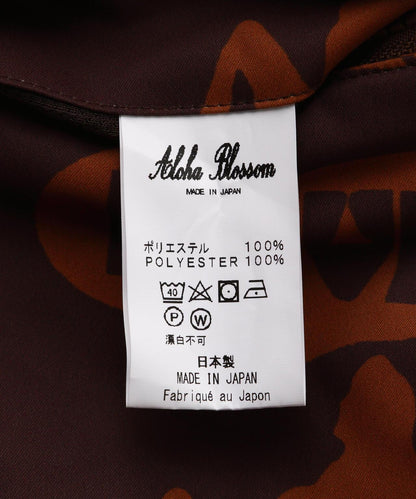 Aloha Blossom
MADE IN JAPAN
ポリエステル 100%
POLYESTER 100%
40
P W
漂白不可
日本製
MADE IN JAPAN
Fabriqué au Japon